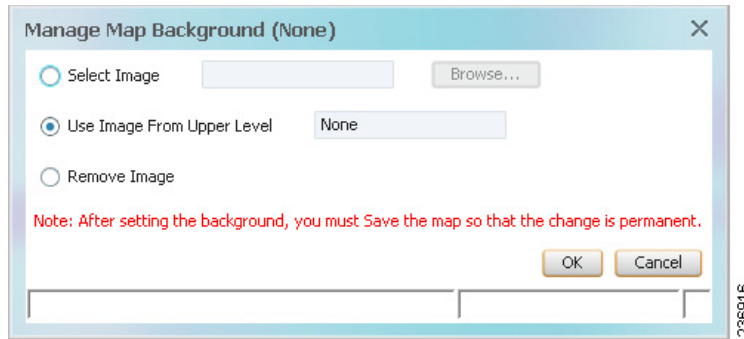 Manage Map Background (None)
Select Image
Browse...
Use Image From Upper Level
None
Remove Image
Note: After setting the background, you must Save the map so that the change is permanent.
OK
Cancel
236916